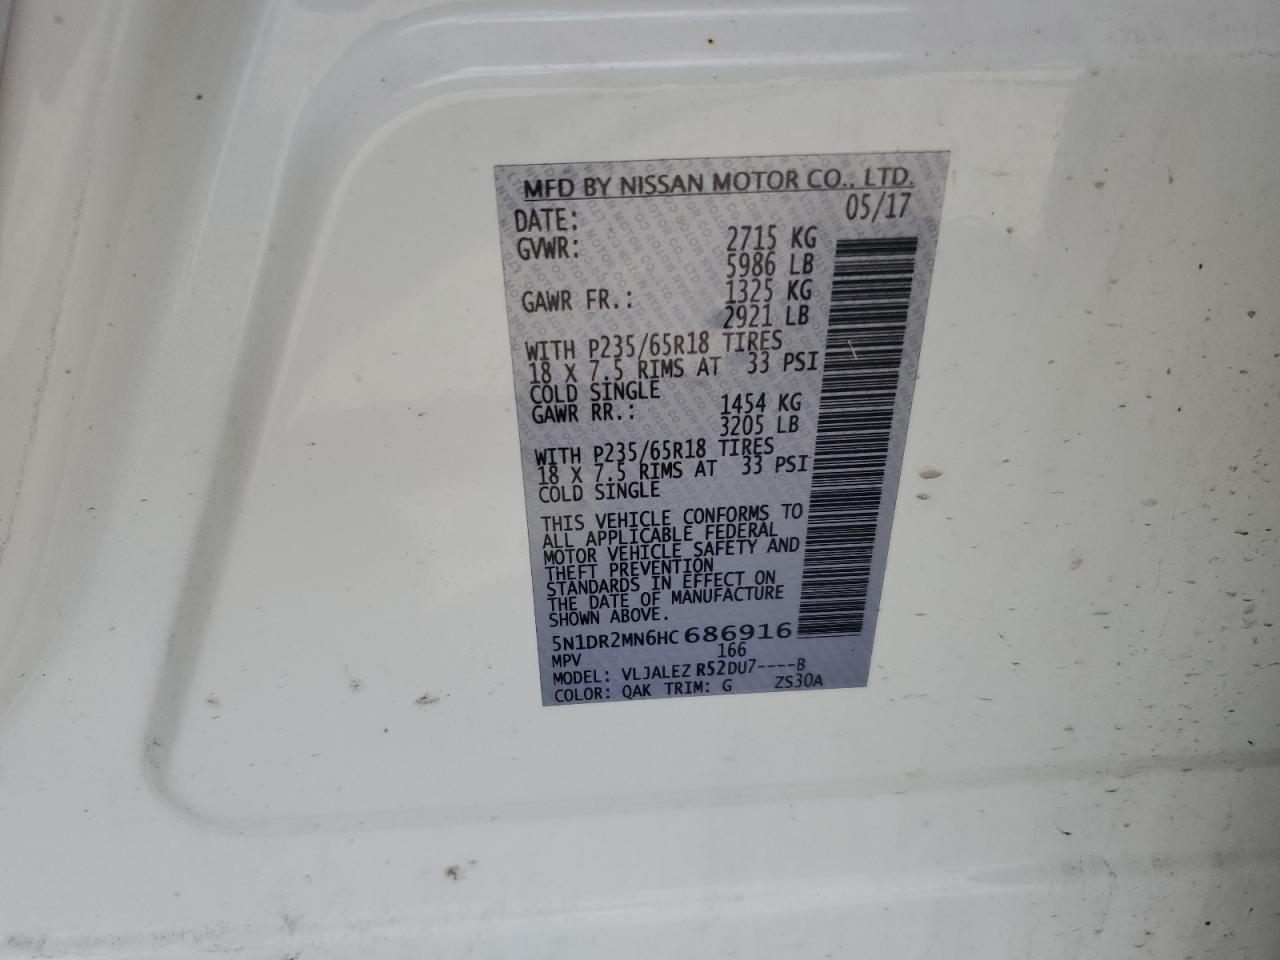 MFD BY NISSAN MOTOR CO., LTD.
DATE: 05/17
GVWR: 2715 KG
5986 LB
GAWR FR.: 1325 KG
2921 LB
WITH P235/65R18 TIRES
18 X 7.5 RIMS AT 33 PSI
COLD SINGLE
GAWR RR.: 1454 KG
3205 LB
WITH P235/65R18 TIRES
18 X 7.5 RIMS AT 33 PSI
COLD SINGLE
THIS VEHICLE CONFORMS TO
ALL APPLICABLE FEDERAL
MOTOR VEHICLE SAFETY AND
THEFT PREVENTION
STANDARDS IN EFFECT ON
THE DATE OF MANUFACTURE
SHOWN ABOVE.
5N1DR2MN6HC686916
MPV 166
MODEL: VLJALEZ R52DU7----B
COLOR: QAK TRIM: G ZS30A